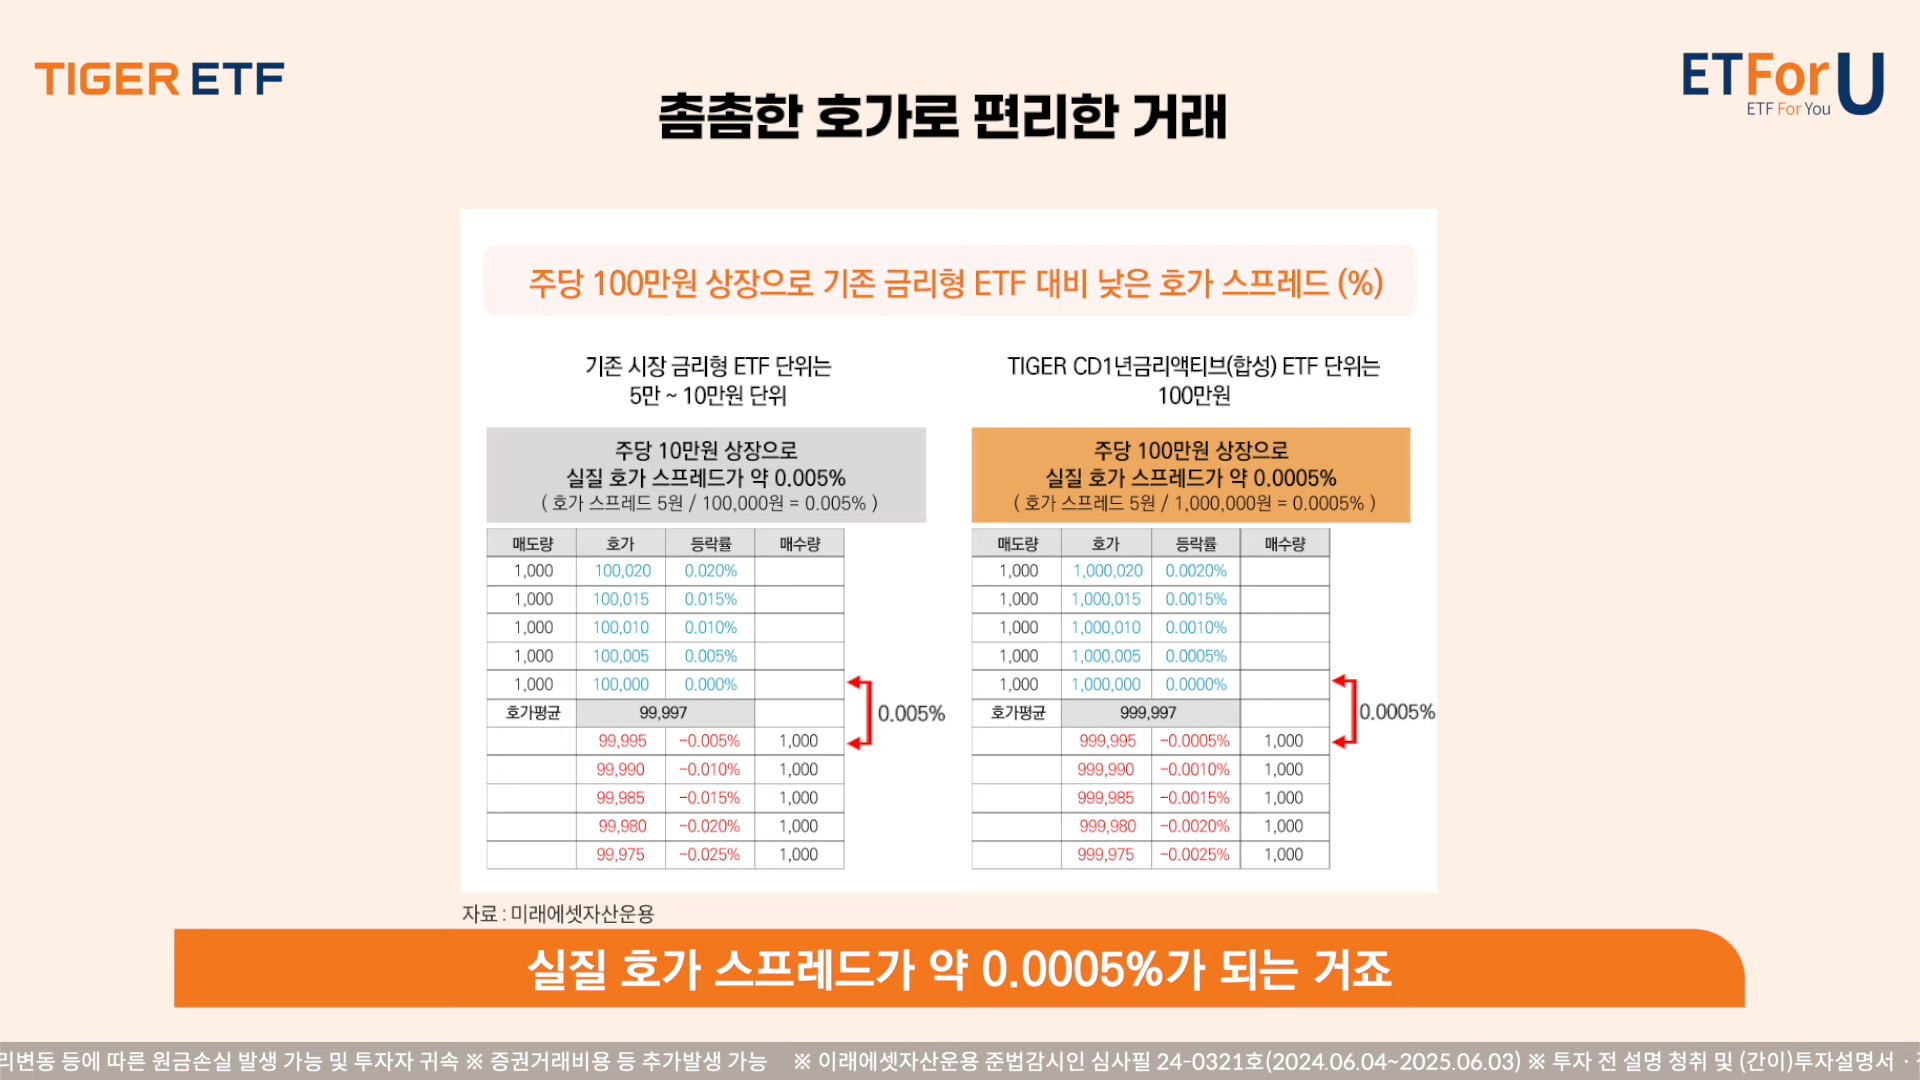 TIGER ETF
ETForU
ETF For You
촘촘한 호가로 편리한 거래
주당 100만원 상장으로 기존 금리형 ETF 대비 낮은 호가 스프레드 (%)
기존 시장 금리형 ETF 단위는
5만 ~ 10만원 단위
주당 10만원 상장으로
실질 호가 스프레드가 약 0.005%
( 호가 스프레드 5원 / 100,000원 = 0.005% )
매도량 호가 등락률 매수량
1,000 100,020 0.020%
1,000 100,015 0.015%
1,000 100,010 0.010%
1,000 100,005 0.005%
1,000 100,000 0.000%
호가평균 99,997
0.005%
99,995 -0.005% 1,000
99,990 -0.010% 1,000
99,985 -0.015% 1,000
99,980 -0.020% 1,000
99,975 -0.025% 1,000
TIGER CD1년금리액티브(합성) ETF 단위는
100만원
주당 100만원 상장으로
실질 호가 스프레드가 약 0.0005%
( 호가 스프레드 5원 / 1,000,000원 = 0.0005% )
매도량 호가 등락률 매수량
1,000 1,000,020 0.0020%
1,000 1,000,015 0.0015%
1,000 1,000,010 0.0010%
1,000 1,000,005 0.0005%
1,000 1,000,000 0.0000%
호가평균 999,997
0.0005%
999,995 -0.0005% 1,000
999,990 -0.0010% 1,000
999,985 -0.0015% 1,000
999,980 -0.0020% 1,000
999,975 -0.0025% 1,000
자료 : 미래에셋자산운용
실질 호가 스프레드가 약 0.0005%가 되는 거죠
리변동 등에 따른 원금손실 발생 가능 및 투자자 귀속 ※ 증권거래비용 등 추가발생 가능 ※ 미래에셋자산운용 준법감시인 심사필 24-0321호(2024.06.04~2025.06.03) ※ 투자 전 설명 청취 및 (간이)투자설명서 ·